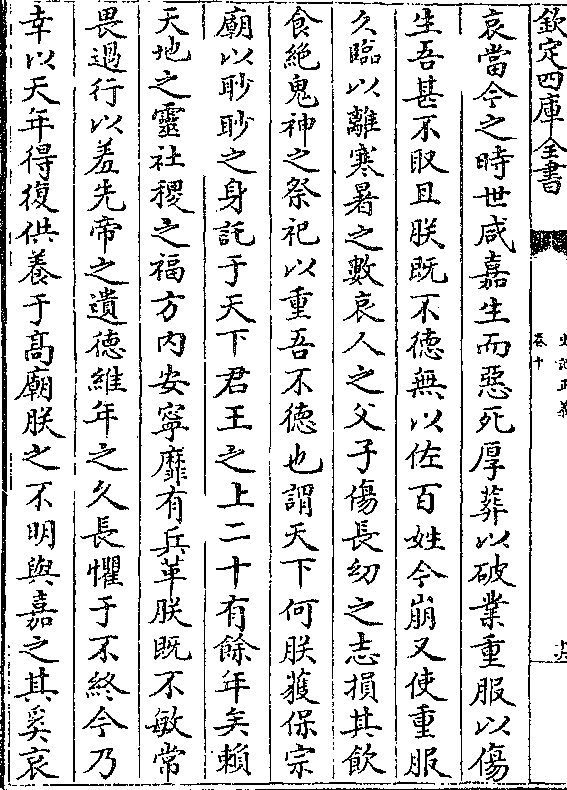 欽定四庫全書
史記正義
卷十
哀當今之時世咸嘉生而惡死厚葬以破業重服以傷
生吾甚不取且朕既不德無以佐百姓今崩又使重服
久臨以離寒暑之數哀人之父子傷長幼之志損其飲
食絶鬼神之祭祀以重吾不德也謂天下何朕獲保宗
廟以眇眇之身託于天下君王之上二十有餘年矣賴
天地之靈社稷之福方内安寧靡有兵革朕既不敏常
畏過行以羞先帝之遺德維年之久長懼于不終今乃
幸以天年得復供養于髙廟朕之不明與嘉之其奚哀